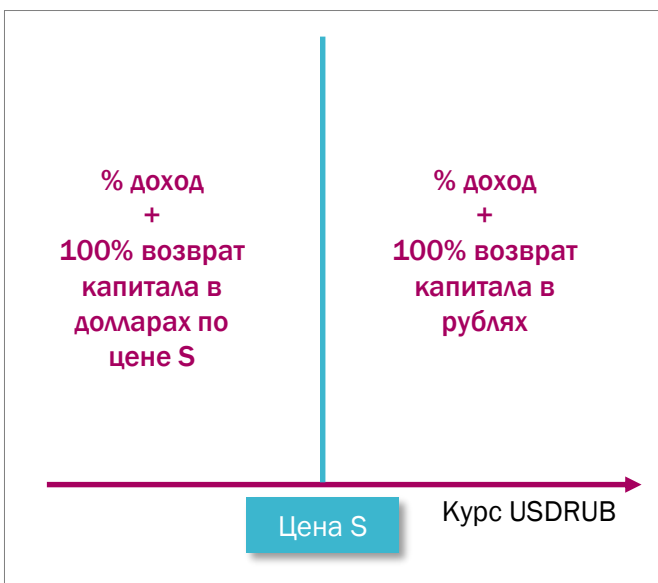 % доход
+
100% возврат
капитала в
долларах по
цене S
% доход
+
100% возврат
капитала в
рублях
Цена S
Курс USDRUB